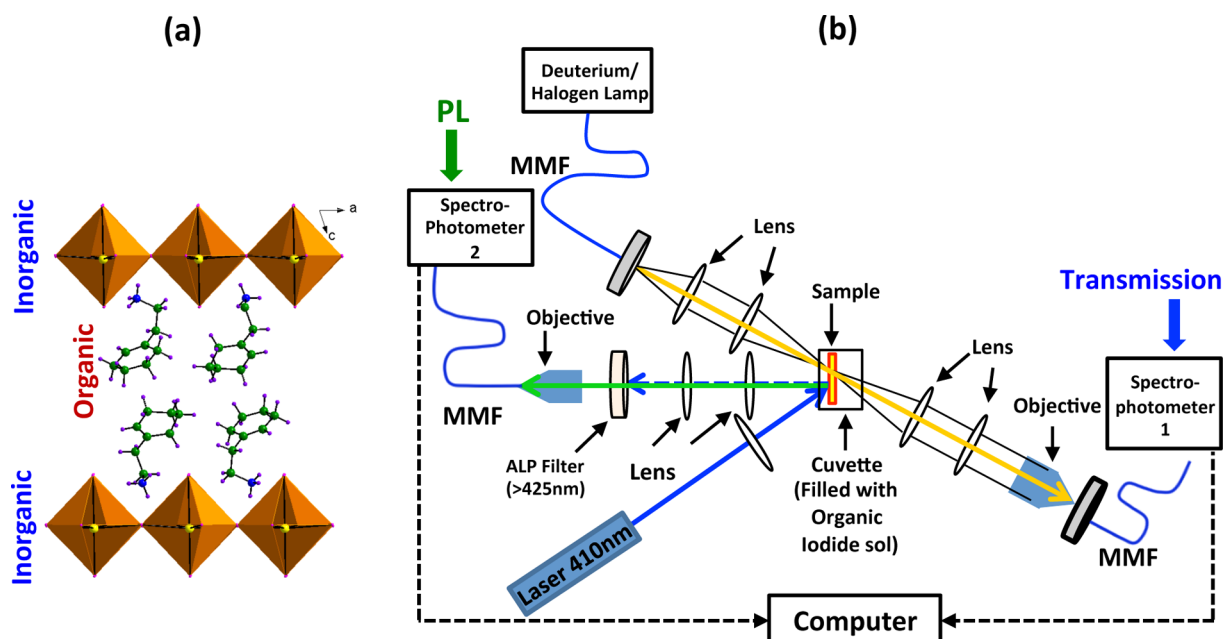 (a)
Inorganic
Organic
Inorganic
a
c
(b)
Deuterium/
Halogen Lamp
PL
MMF
Spectro-
Photometer
2
Lens
Sample
Transmission
Objective
MMF
ALP Filter
(>425nm)
Lens
Laser 410nm
Cuvette
(Filled with
Organic
Iodide sol)
Lens
Objective
Spectro-
photometer
1
MMF
Computer